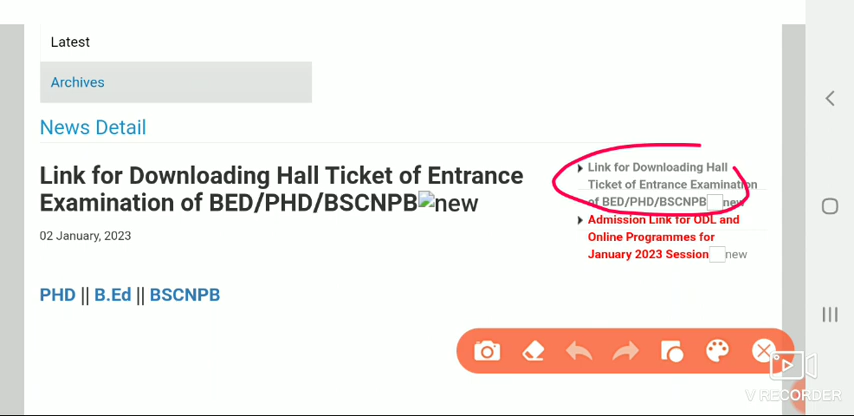 Latest
Archives
News Detail
Link for Downloading Hall Ticket of Entrance
Examination of BED/PHD/BSCNPB new
02 January, 2023
PHD || B.Ed || BSCNPB
Link for Downloading Hall
Ticket of Entrance Examination
of BED/PHD/BSCNPB new
Admission Link for ODL and
Online Programmes for
January 2023 Session new
V RECORDER